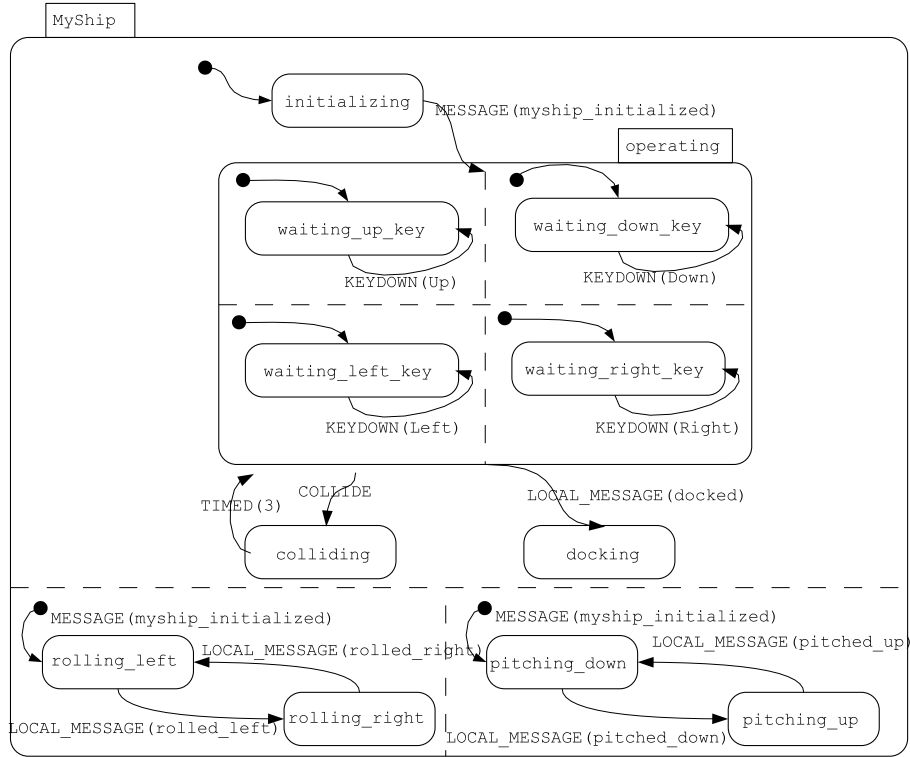 MyShip
initializing
MESSAGE(myship_initialized)
operating
waiting_up_key
waiting_down_key
KEYDOWN(Up)
KEYDOWN(Down)
waiting_left_key
waiting_right_key
KEYDOWN(Left)
KEYDOWN(Right)
TIMED(3)
COLLIDE
LOCAL_MESSAGE(docked)
colliding
docking
MESSAGE(myship_initialized)
MESSAGE(myship_initialized)
LOCAL_MESSAGE(rolled_right)
LOCAL_MESSAGE(pitched_up)
rolling_left
pitching_down
rolling_right
pitching_up
LOCAL_MESSAGE(rolled_left)
LOCAL_MESSAGE(pitched_down)